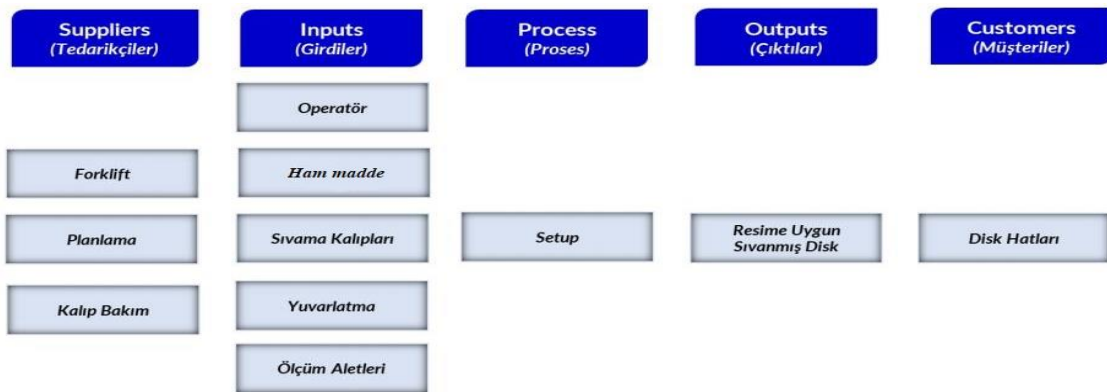 Suppliers
(Tedarikçiler)
Inputs
(Girdiler)
Process
(Proses)
Outputs
(Çıktılar)
Customers
(Müşteriler)
Operatör
Forklift
Ham madde
Planlama
Sıvama Kalıpları
Setup
Resime Uygun
Sıvanmış Disk
Disk Hatları
Kalıp Bakım
Yuvarlatma
Ölçüm Aletleri